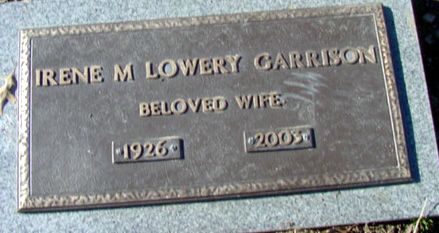 IRENE M LOWERY GARRISON
BELOVED WIFE
1926 2003